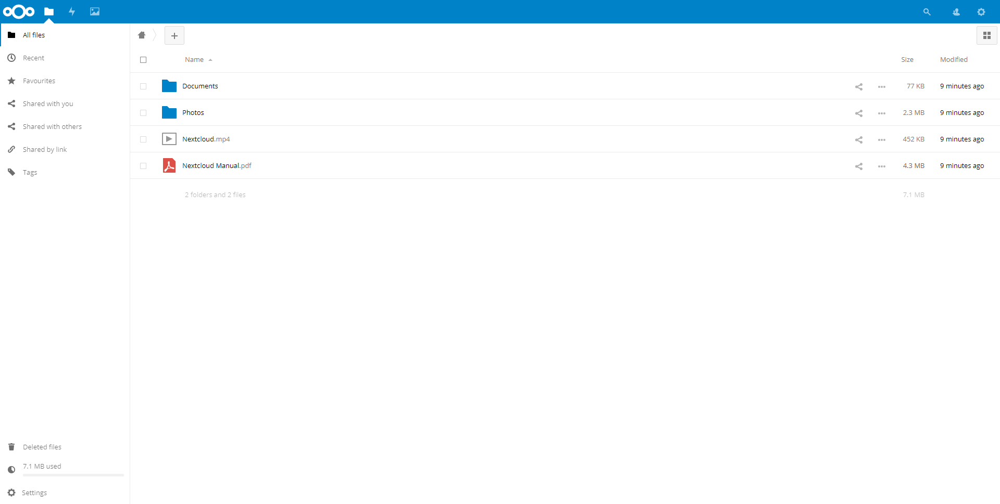 All files
Recent
Favourites
Shared with you
Shared with others
Shared by link
Tags
Deleted files
7.1 MB used
Settings
Name Size Modified
Documents 77 KB 9 minutes ago
Photos 2.3 MB 9 minutes ago
Nextcloud.mp4 452 KB 9 minutes ago
Nextcloud Manual.pdf 4.3 MB 9 minutes ago
2 folders and 2 files 7.1 MB